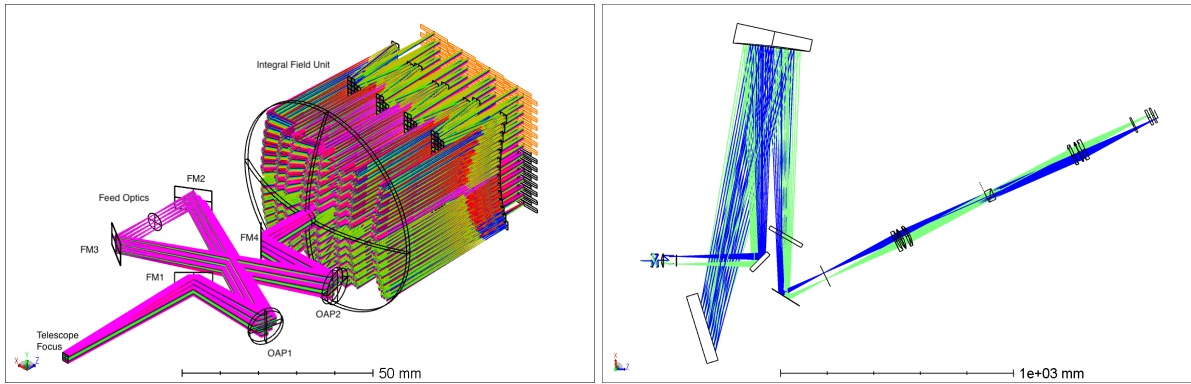 Integral Field Unit
FM2
Feed Optics
FM4
FM3
FM1
OAP2
Telescope
Focus
OAP1
X Y Z
50 mm
X Z
1e+03 mm